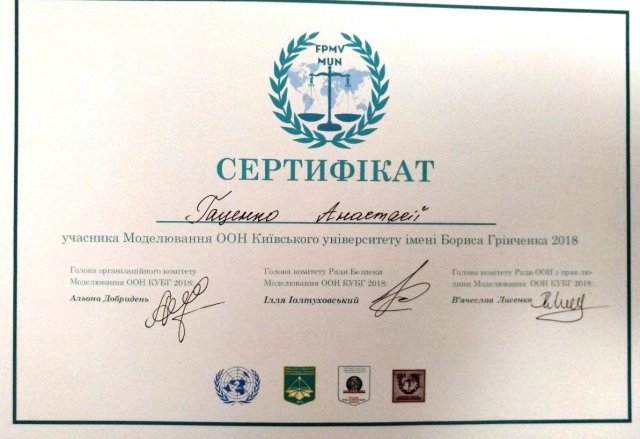 FPMV
MUN
СЕРТИФІКАТ
Гаценко Анастасії
учасника Моделювання ООН Київського університету імені Бориса Грінченка 2018
Голова організаційного комітету
Моделювання ООН КУБГ 2018:
Альона Добридень
Голова комітету Ради Безпеки
Моделювання ООН КУБГ 2018:
Ілля Іолтуховський
Голова комітету Ради ООН з прав лю-
дини Моделювання ООН КУБГ 2018:
В'ячеслав Лисенко